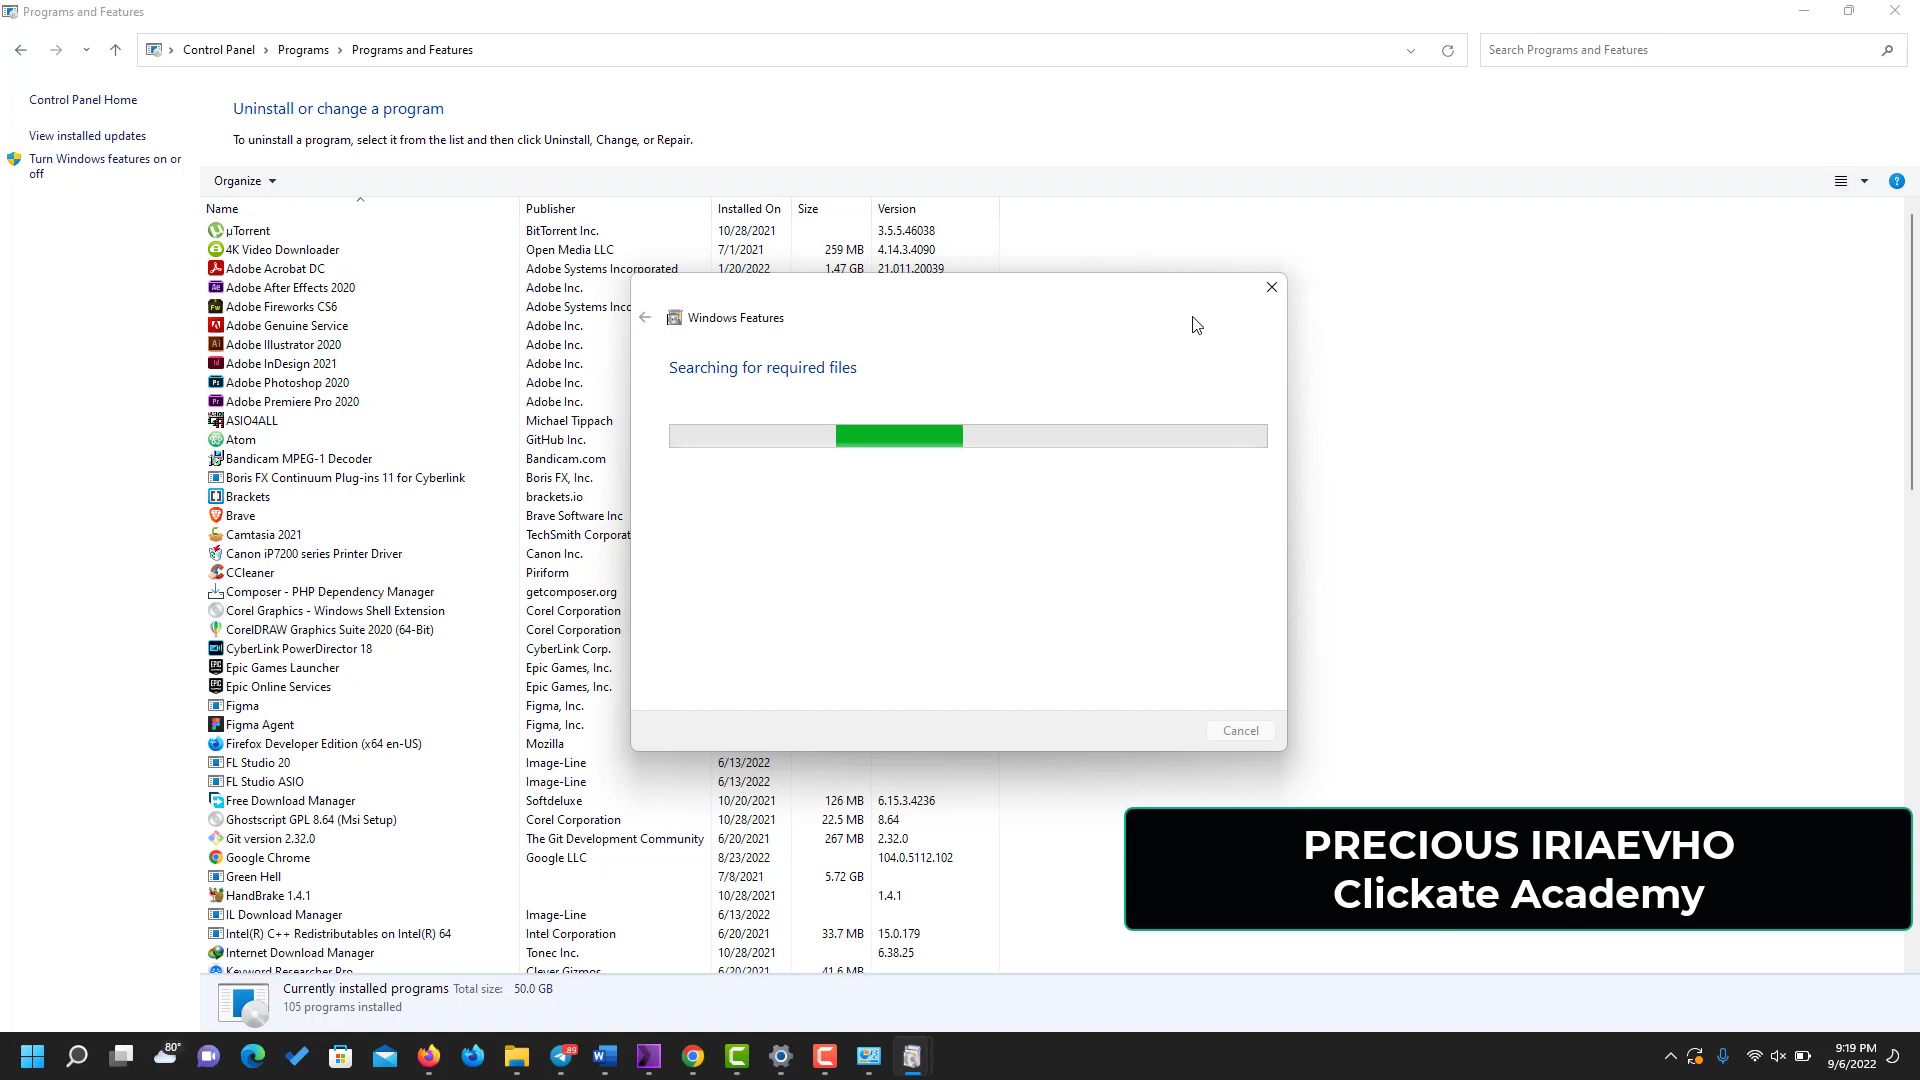 Programs and Features
Control Panel > Programs > Programs and Features
Search Programs and Features
Control Panel Home
View installed updates
Turn Windows features on or
off
Uninstall or change a program
To uninstall a program, select it from the list and then click Uninstall, Change, or Repair.
Organize
Name Publisher Installed On Size Version
µTorrent BitTorrent Inc. 10/28/2021 3.5.5.46038
4K Video Downloader Open Media LLC 7/1/2021 259 MB 4.14.3.4090
Adobe Acrobat DC Adobe Systems Incorporated 1/20/2022 1.47 GB 21.011.20039
Adobe After Effects 2020 Adobe Inc.
Adobe Fireworks CS6 Adobe Systems Inco
Adobe Genuine Service Adobe Inc.
Adobe Illustrator 2020 Adobe Inc.
Adobe InDesign 2021 Adobe Inc.
Adobe Photoshop 2020 Adobe Inc.
Adobe Premiere Pro 2020 Adobe Inc.
ASIO4ALL Michael Tippach
Atom GitHub Inc.
Bandicam MPEG-1 Decoder Bandicam.com
Boris FX Continuum Plug-ins 11 for Cyberlink Boris FX, Inc.
Brackets brackets.io
Brave Brave Software Inc
Camtasia 2021 TechSmith Corporat
Canon iP7200 series Printer Driver Canon Inc.
CCleaner Piriform
Composer - PHP Dependency Manager getcomposer.org
Corel Graphics - Windows Shell Extension Corel Corporation
CorelDRAW Graphics Suite 2020 (64-Bit) Corel Corporation
CyberLink PowerDirector 18 CyberLink Corp.
Epic Games Launcher Epic Games, Inc.
Epic Online Services Epic Games, Inc.
Figma Figma, Inc.
Figma Agent Figma, Inc.
Firefox Developer Edition (x64 en-US) Mozilla
FL Studio 20 Image-Line 6/13/2022
FL Studio ASIO Image-Line 6/13/2022
Free Download Manager Softdeluxe 10/20/2021 126 MB 6.15.3.4236
Ghostscript GPL 8.64 (Msi Setup) Corel Corporation 10/28/2021 22.5 MB 8.64
Git version 2.32.0 The Git Development Community 6/20/2021 267 MB 2.32.0
Google Chrome Google LLC 8/23/2022 104.0.5112.102
Green Hell 7/8/2021 5.72 GB
HandBrake 1.4.1 10/28/2021 1.4.1
IL Download Manager Image-Line 6/13/2022
Intel(R) C++ Redistributables on Intel(R) 64 Intel Corporation 6/20/2021 33.7 MB 15.0.179
Internet Download Manager Tonec Inc. 10/28/2021 6.38.25
Keyword Researcher Pro Clever Gizmos 6/20/2021 41.6 MB
Windows Features
Searching for required files
Cancel
PRECIOUS IRIAEVHO
Clickate Academy
Currently installed programs Total size: 50.0 GB
105 programs installed
80°
89
9:19 PM
9/6/2022